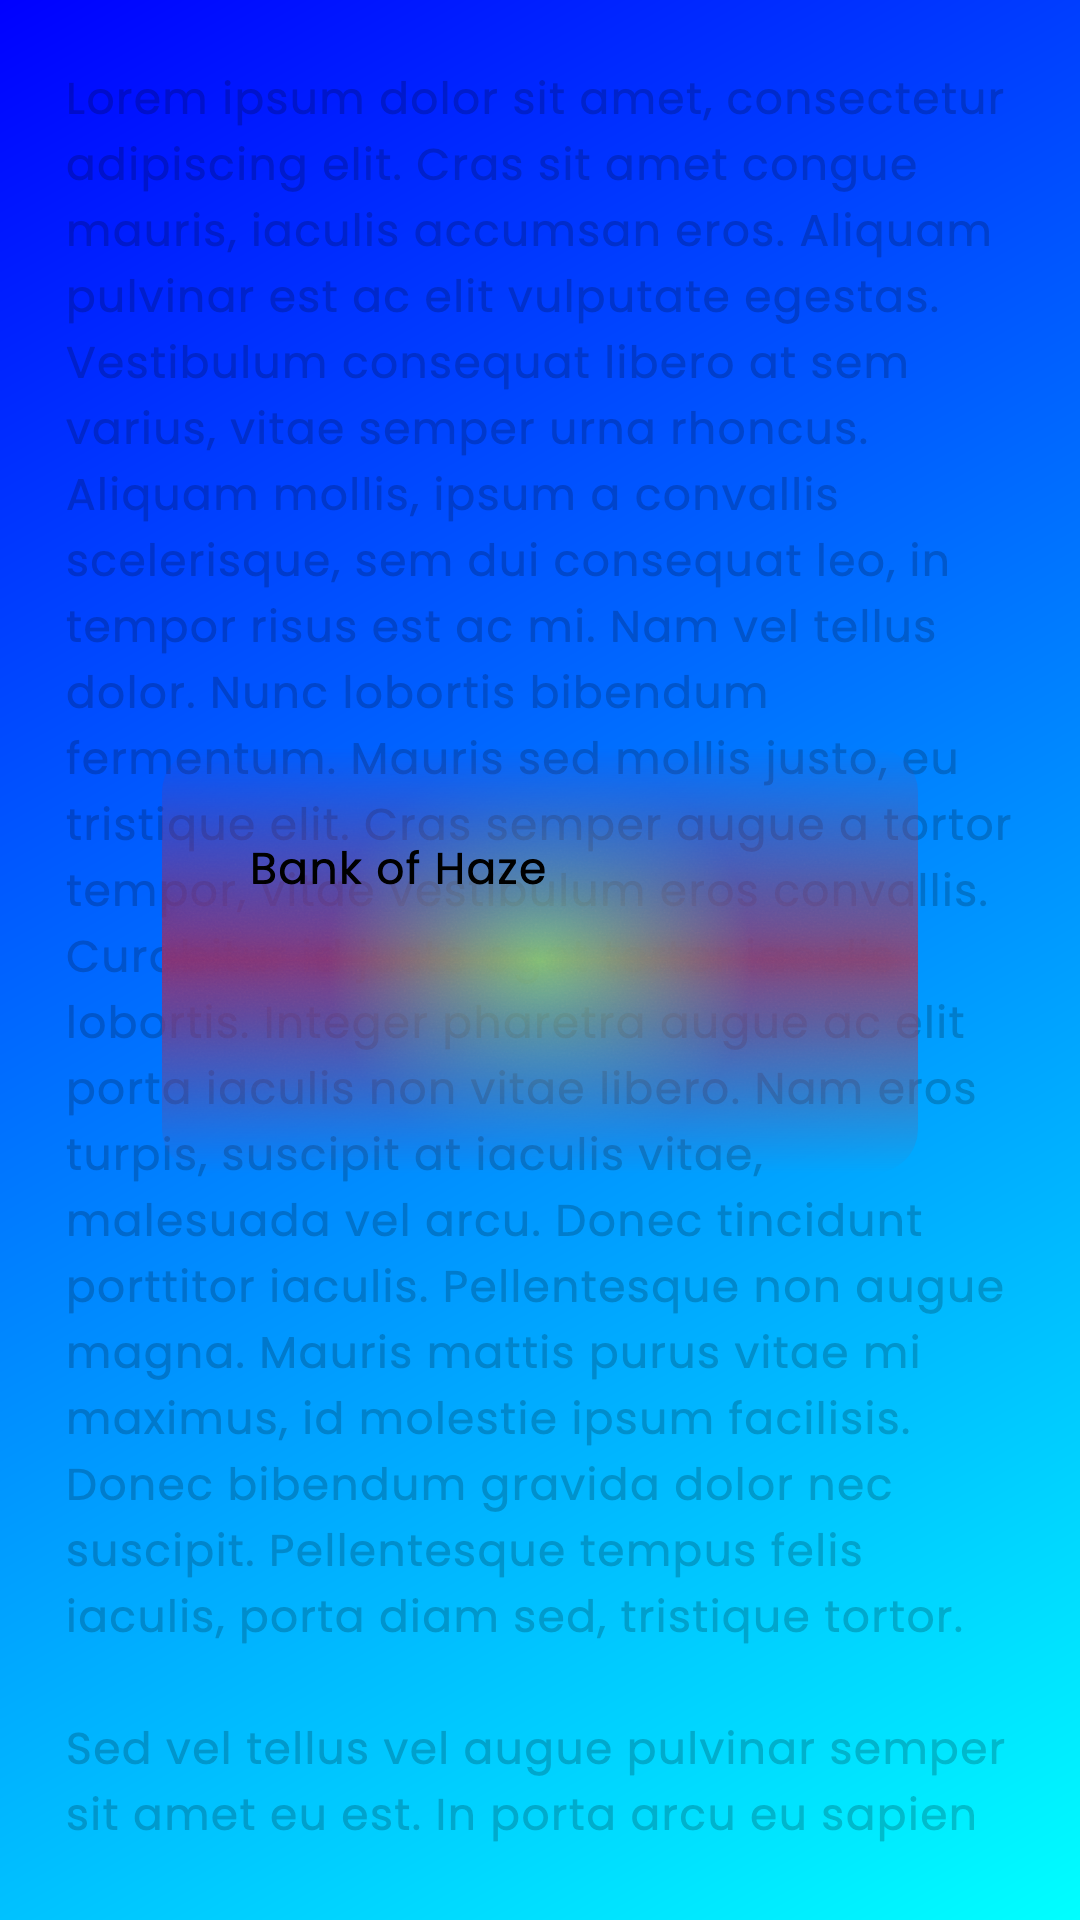 Lorem ipsum dolor sit amet, consectetur
adipiscing elit. Cras sit amet congue
mauris, iaculis accumsan eros. Aliquam
pulvinar est ac elit vulputate egestas.
Vestibulum consequat libero at sem
varius, vitae semper urna rhoncus.
Aliquam mollis, ipsum a convallis
scelerisque, sem dui consequat leo, in
tempor risus est ac mi. Nam vel tellus
dolor. Nunc lobortis bibendum
fermentum. Mauris sed mollis justo, eu
tristique elit. Cras semper augue a tortor
Bank of Haze
tempor, vitae vestibulum eros convallis.
lobortis. Integer pharetra augue ac elit
porta iaculis non vitae libero. Nam eros
turpis, suscipit at iaculis vitae,
malesuada vel arcu. Donec tincidunt
porttitor iaculis. Pellentesque non augue
magna. Mauris mattis purus vitae mi
maximus, id molestie ipsum facilisis.
Donec bibendum gravida dolor nec
suscipit. Pellentesque tempus felis
iaculis, porta diam sed, tristique tortor.
Sed vel tellus vel augue pulvinar semper
sit amet eu est. In porta arcu eu sapien